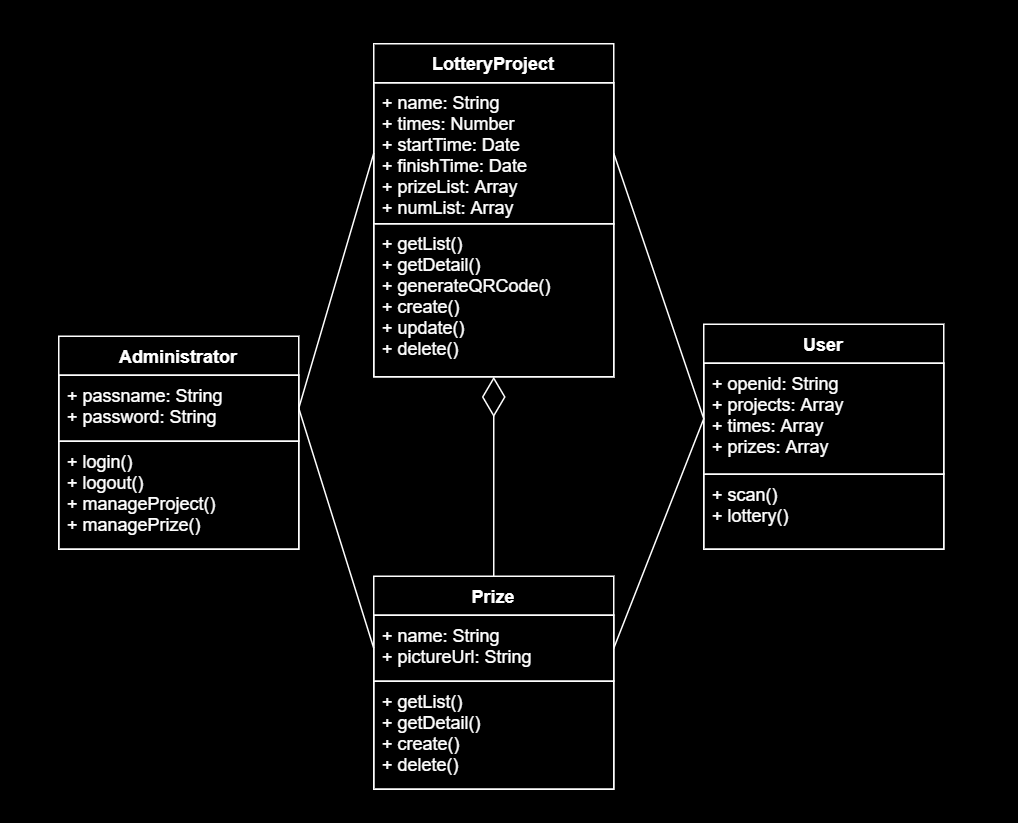 LotteryProject
+ name: String
+ times: Number
+ startTime: Date
+ finishTime: Date
+ prizeList: Array
+ numList: Array
+ getList()
+ getDetail()
+ generateQRCode()
+ create()
+ update()
+ delete()
Administrator
+ passname: String
+ password: String
+ login()
+ logout()
+ manageProject()
+ managePrize()
User
+ openid: String
+ projects: Array
+ times: Array
+ prizes: Array
+ scan()
+ lottery()
Prize
+ name: String
+ pictureUrl: String
+ getList()
+ getDetail()
+ create()
+ delete()